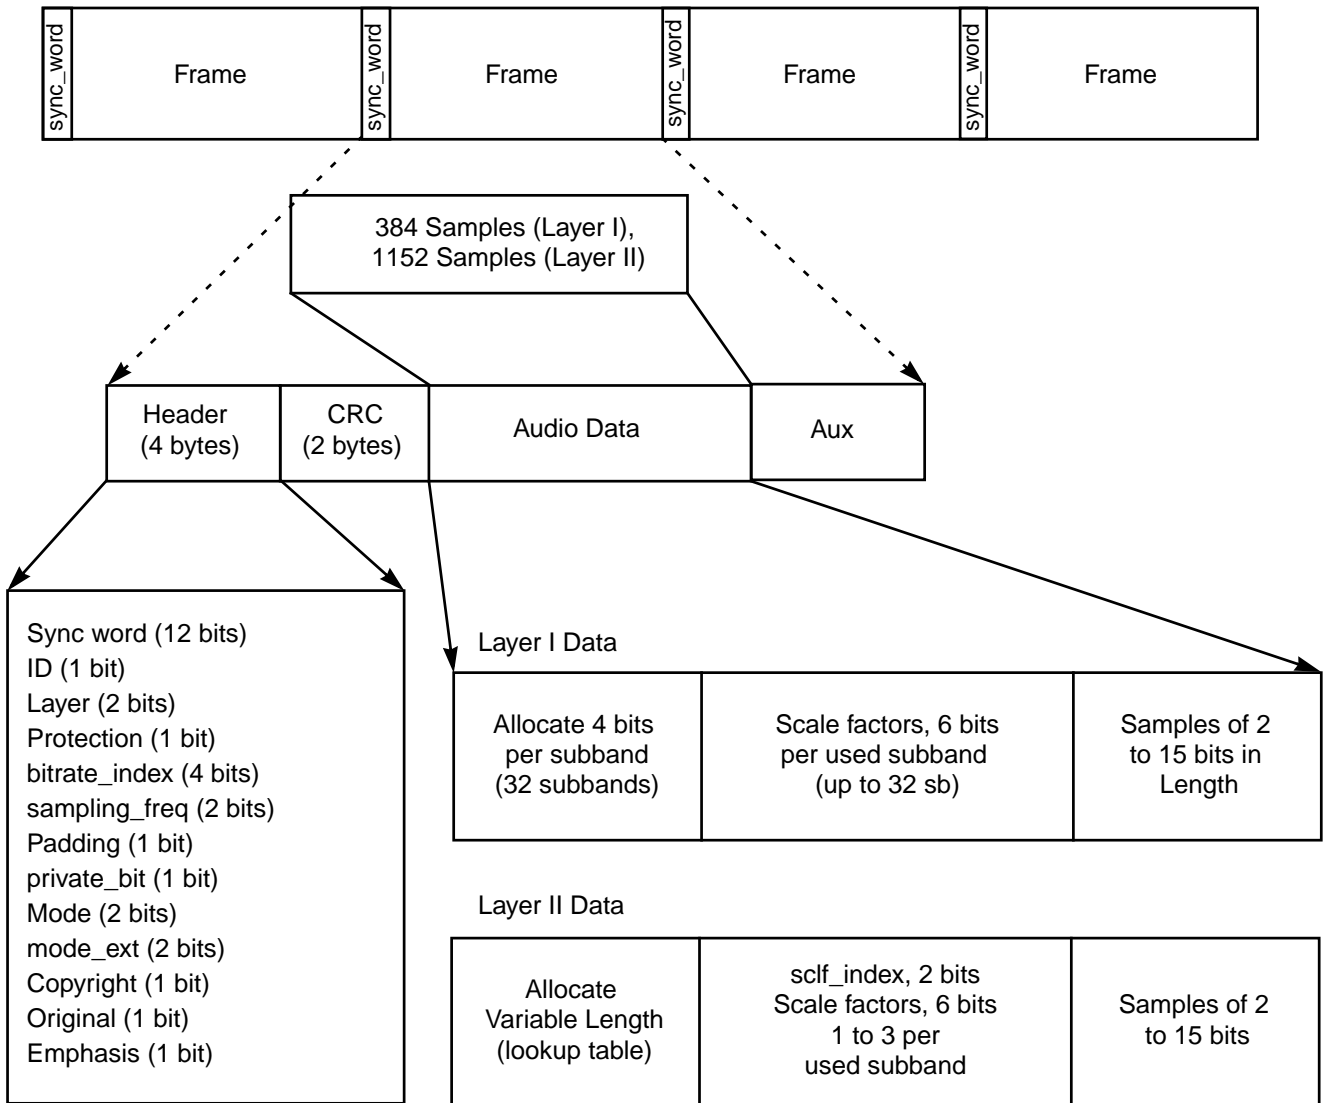 sync_word
Frame
sync_word
Frame
sync_word
Frame
sync_word
Frame
384 Samples (Layer I),
1152 Samples (Layer II)
Header
(4 bytes)
CRC
(2 bytes)
Audio Data
Aux
Sync word (12 bits)
ID (1 bit)
Layer (2 bits)
Protection (1 bit)
bitrate_index (4 bits)
sampling_freq (2 bits)
Padding (1 bit)
private_bit (1 bit)
Mode (2 bits)
mode_ext (2 bits)
Copyright (1 bit)
Original (1 bit)
Emphasis (1 bit)
Layer I Data
Allocate 4 bits
per subband
(32 subbands)
Scale factors, 6 bits
per used subband
(up to 32 sb)
Samples of 2
to 15 bits in
Length
Layer II Data
Allocate
Variable Length
(lookup table)
sclf_index, 2 bits
Scale factors, 6 bits
1 to 3 per
used subband
Samples of 2
to 15 bits